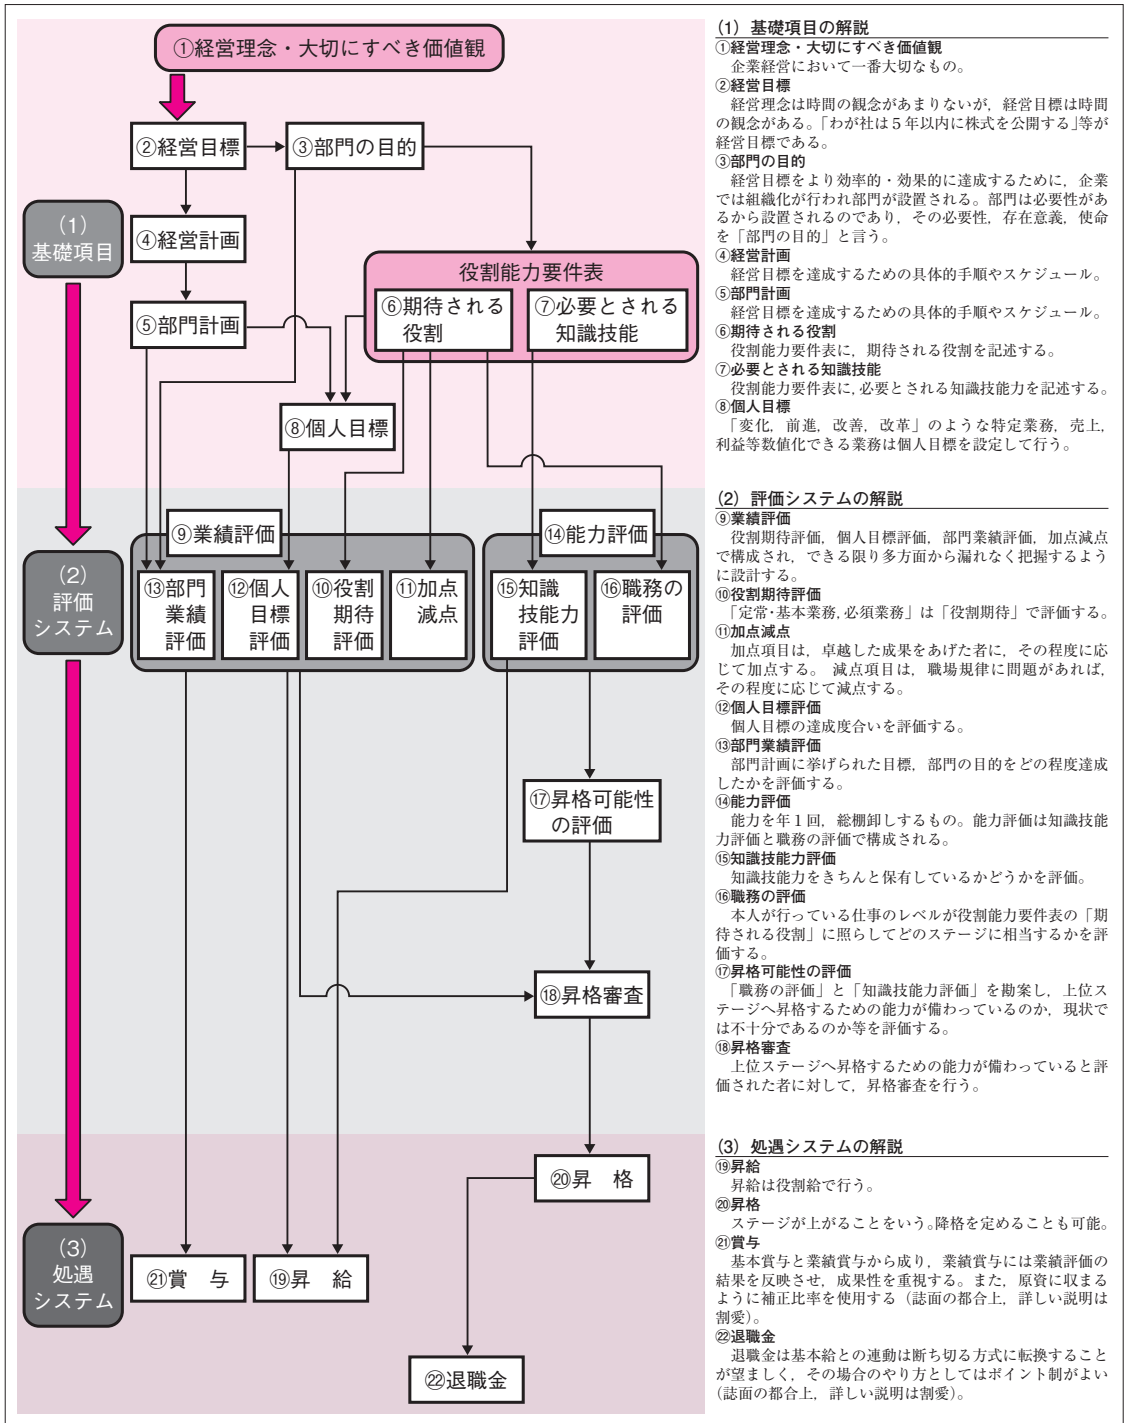 ①経営理念・大切にすべき価値観
②経営目標
③部門の目的
(1)
基礎項目
④経営計画
役割能力要件表
⑥期待される
役割
⑦必要とされる
知識技能
⑤部門計画
⑧個人目標
⑨業績評価
⑭能力評価
(2)
評価
システム
⑬部門
業績
評価
⑫個人
目標
評価
⑩役割
期待
評価
⑪加点
減点
⑮知識
技能力
評価
⑯職務の
評価
⑰昇格可能性
の評価
⑱昇格審査
⑳昇　格
(3)
処遇
システム
㉑賞　与
⑲昇　給
㉒退職金
(1) 基礎項目の解説
①経営理念・大切にすべき価値観
企業経営において一番大切なもの。
②経営目標
経営理念は時間の観念があまりないが，経営目標は時間
の観念がある。「わが社は５年以内に株式を公開する」等が
経営目標である。
③部門の目的
経営目標をより効率的・効果的に達成するために，企業
では組織化が行われ部門が設置される。部門は必要性があ
るから設置されるのであり，その必要性，存在意義，使命
を「部門の目的」と言う。
④経営計画
経営目標を達成するための具体的手順やスケジュール。
⑤部門計画
経営目標を達成するための具体的手順やスケジュール。
⑥期待される役割
役割能力要件表に，期待される役割を記述する。
⑦必要とされる知識技能
役割能力要件表に，必要とされる知識技能力を記述する。
⑧個人目標
「変化，前進，改善，改革」のような特定業務，売上，
利益等数値化できる業務は個人目標を設定して行う。
(2) 評価システムの解説
⑨業績評価
役割期待評価，個人目標評価，部門業績評価，加点減点
で構成され，できる限り多方面から漏れなく把握するよう
に設計する。
⑩役割期待評価
「定常・基本業務，必須業務」は「役割期待」で評価する。
⑪加点減点
加点項目は，卓越した成果をあげた者に，その程度に応
じて加点する。 減点項目は，職場規律に問題があれば，
その程度に応じて減点する。
⑫個人目標評価
個人目標の達成度合いを評価する。
⑬部門業績評価
部門計画に挙げられた目標，部門の目的をどの程度達成
したかを評価する。
⑭能力評価
能力を年１回，総棚卸しするもの。能力評価は知識技能
力評価と職務の評価で構成される。
⑮知識技能力評価
知識技能力をきちんと保有しているかどうかを評価。
⑯職務の評価
本人が行っている仕事のレベルが役割能力要件表の「期
待される役割」に照らしてどのステージに相当するかを評
価する。
⑰昇格可能性の評価
「職務の評価」と「知識技能力評価」を勘案し，上位ス
テージへ昇格するための能力が備わっているのか，現状で
は不十分であるのか等を評価する。
⑱昇格審査
上位ステージへ昇格するための能力が備わっていると評
価された者に対して，昇格審査を行う。
(3) 処遇システムの解説
⑲昇給
昇給は役割給で行う。
⑳昇格
ステージが上がることをいう。降格を定めることも可能。
㉑賞与
基本賞与と業績賞与から成り，業績賞与には業績評価の
結果を反映させ，成果性を重視する。また，原資に収まる
ように補正比率を使用する（誌面の都合上，詳しい説明は
割愛）。
㉒退職金
退職金は基本給との連動は断ち切る方式に転換すること
が望ましく，その場合のやり方としてはポイント制がよい
（誌面の都合上，詳しい説明は割愛）。